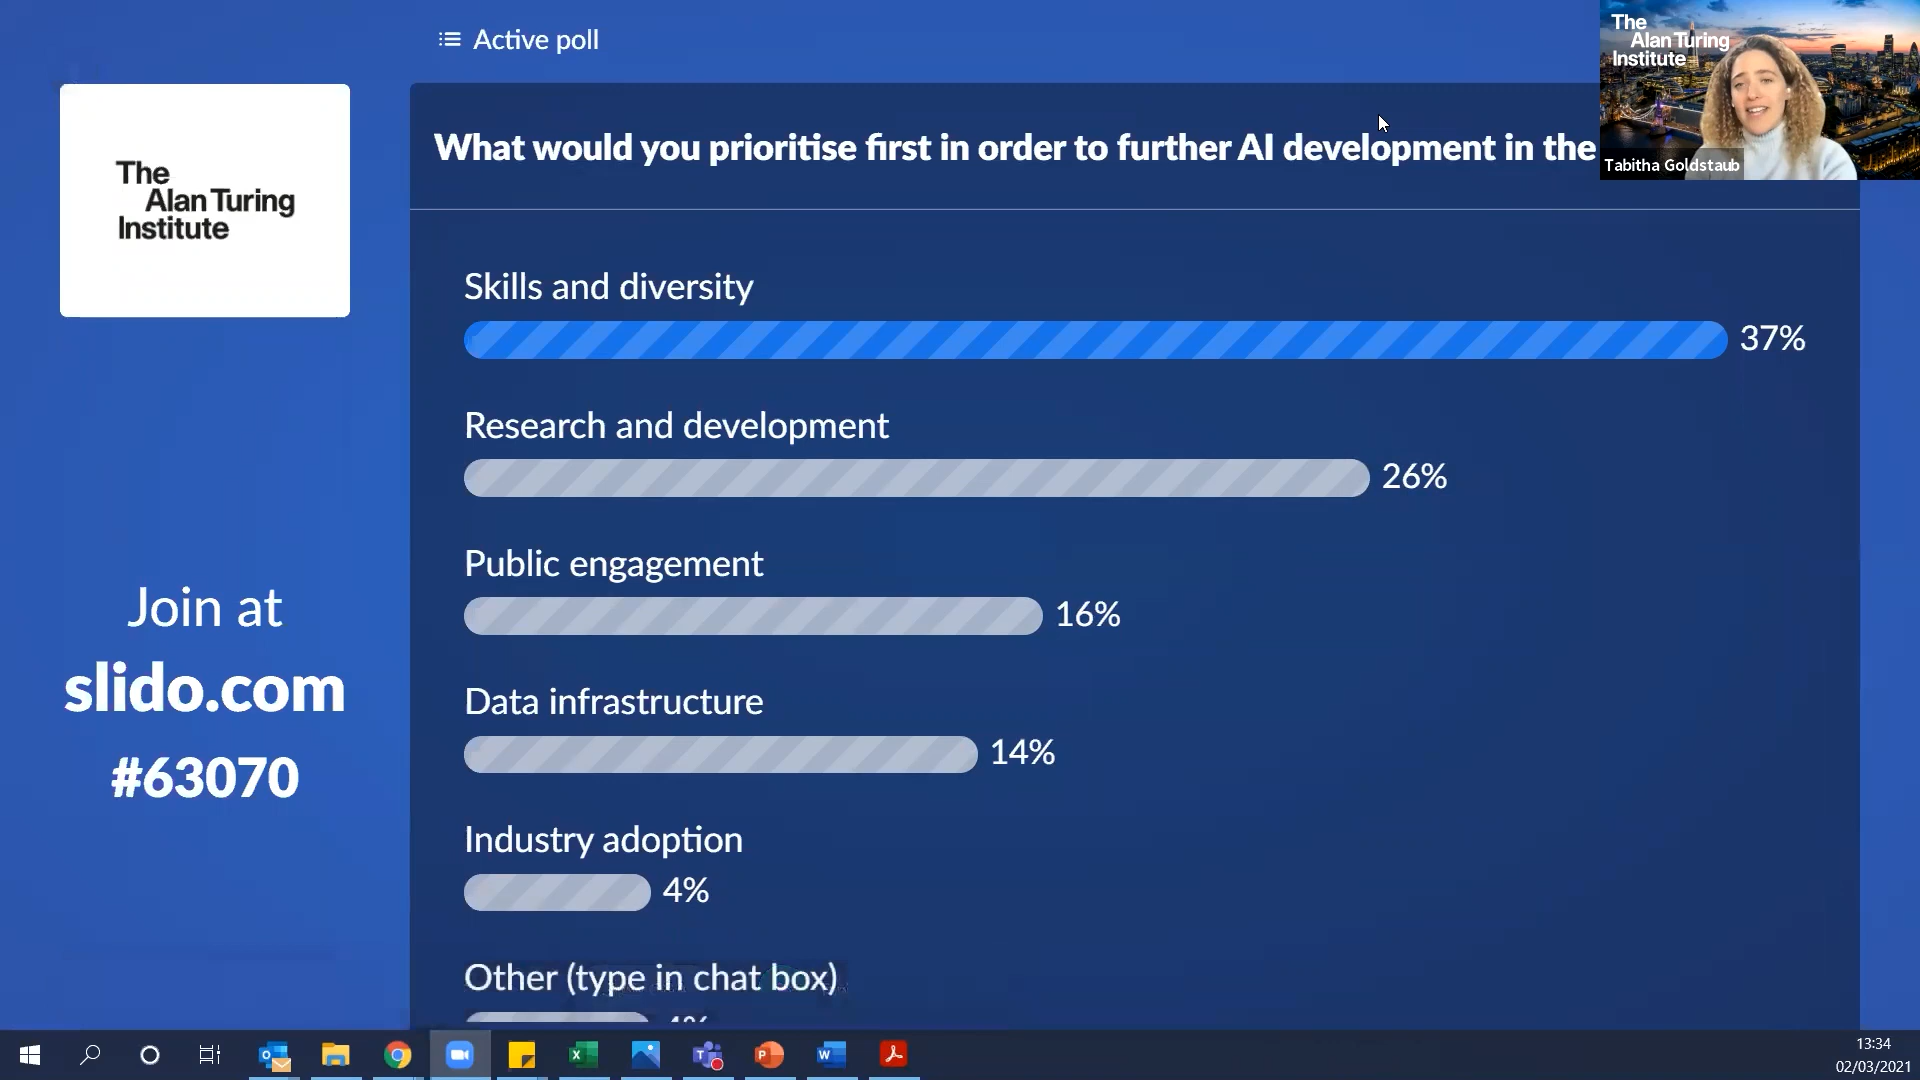 Active poll
The
Alan Turing
Institute
What would you prioritise first in order to further AI development in the
The
Alan Turing
Institute
Tabitha Goldstaub
Skills and diversity
37%
Research and development
26%
Public engagement
16%
Data infrastructure
14%
Industry adoption
4%
Other (type in chat box)
4%
Join at
slido.com
#63070
13:34
02/03/2021